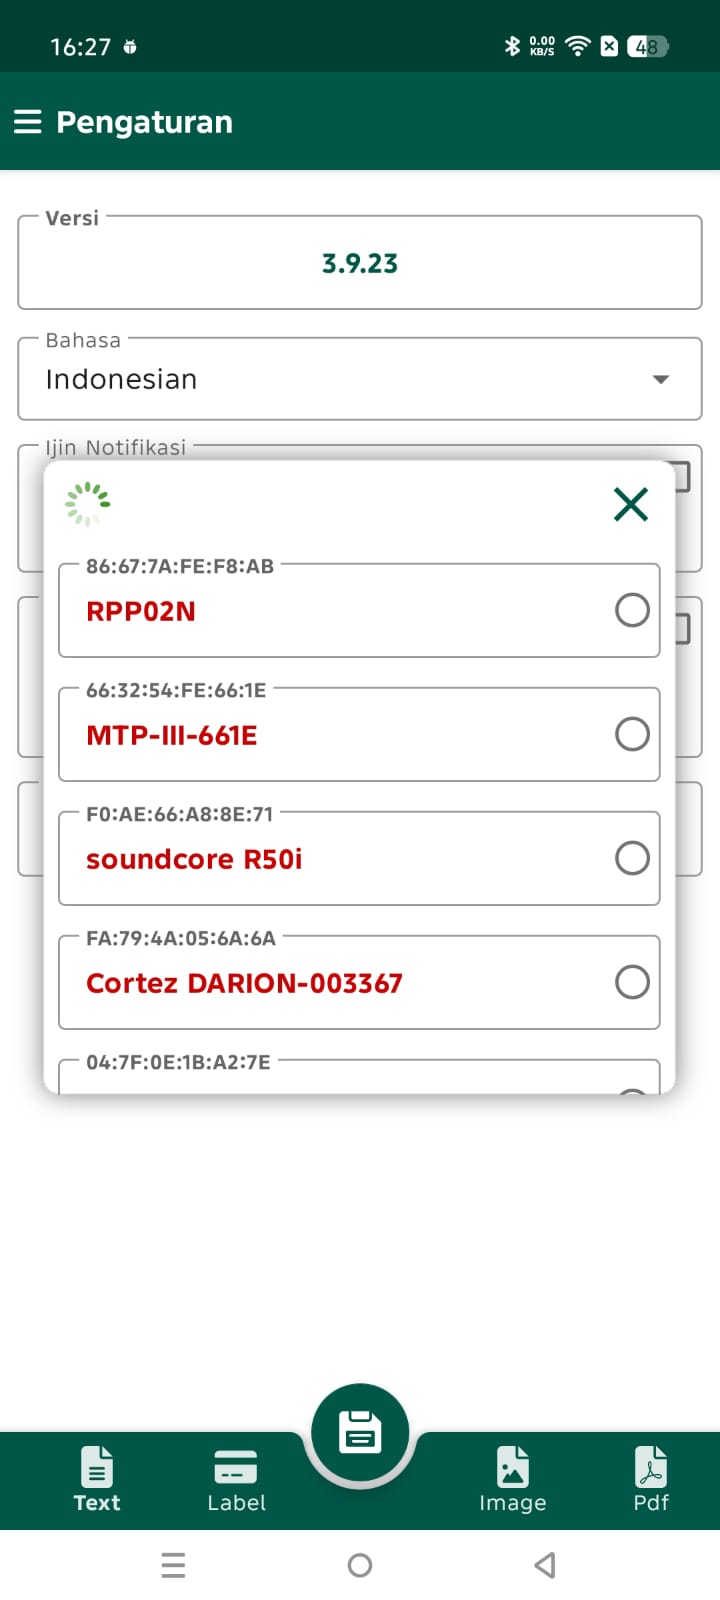 16:27
0.00
KB/S
48
Pengaturan
Versi
3.9.23
Bahasa
Indonesian
Ijin Notifikasi
86:67:7A:FE:F8:AB
RPP02N
66:32:54:FE:66:1E
MTP-III-661E
F0:AE:66:A8:8E:71
soundcore R50i
FA:79:4A:05:6A:6A
Cortez DARION-003367
04:7F:0E:1B:A2:7E
Text
Label
Image
Pdf